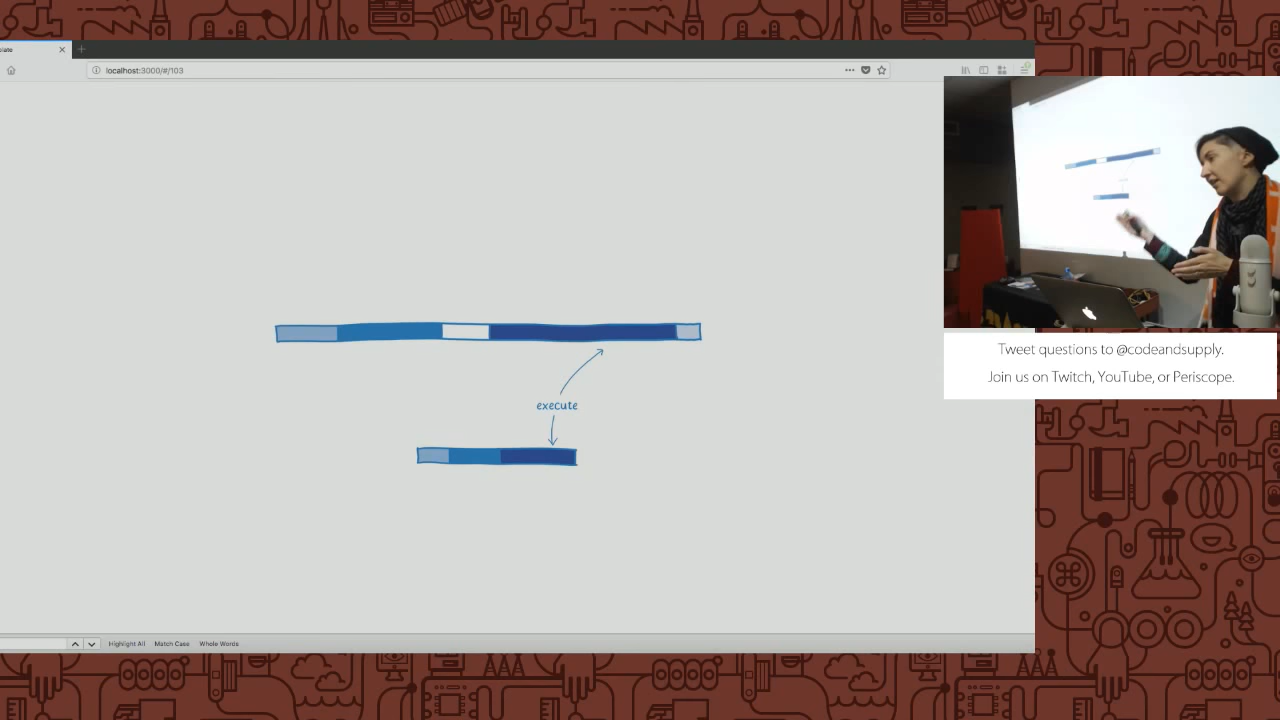 localhost:3000/#/103
execute
Tweet questions to @codeandsupply.
Join us on Twitch, YouTube, or Periscope.
Highlight All Match Case Whole Words